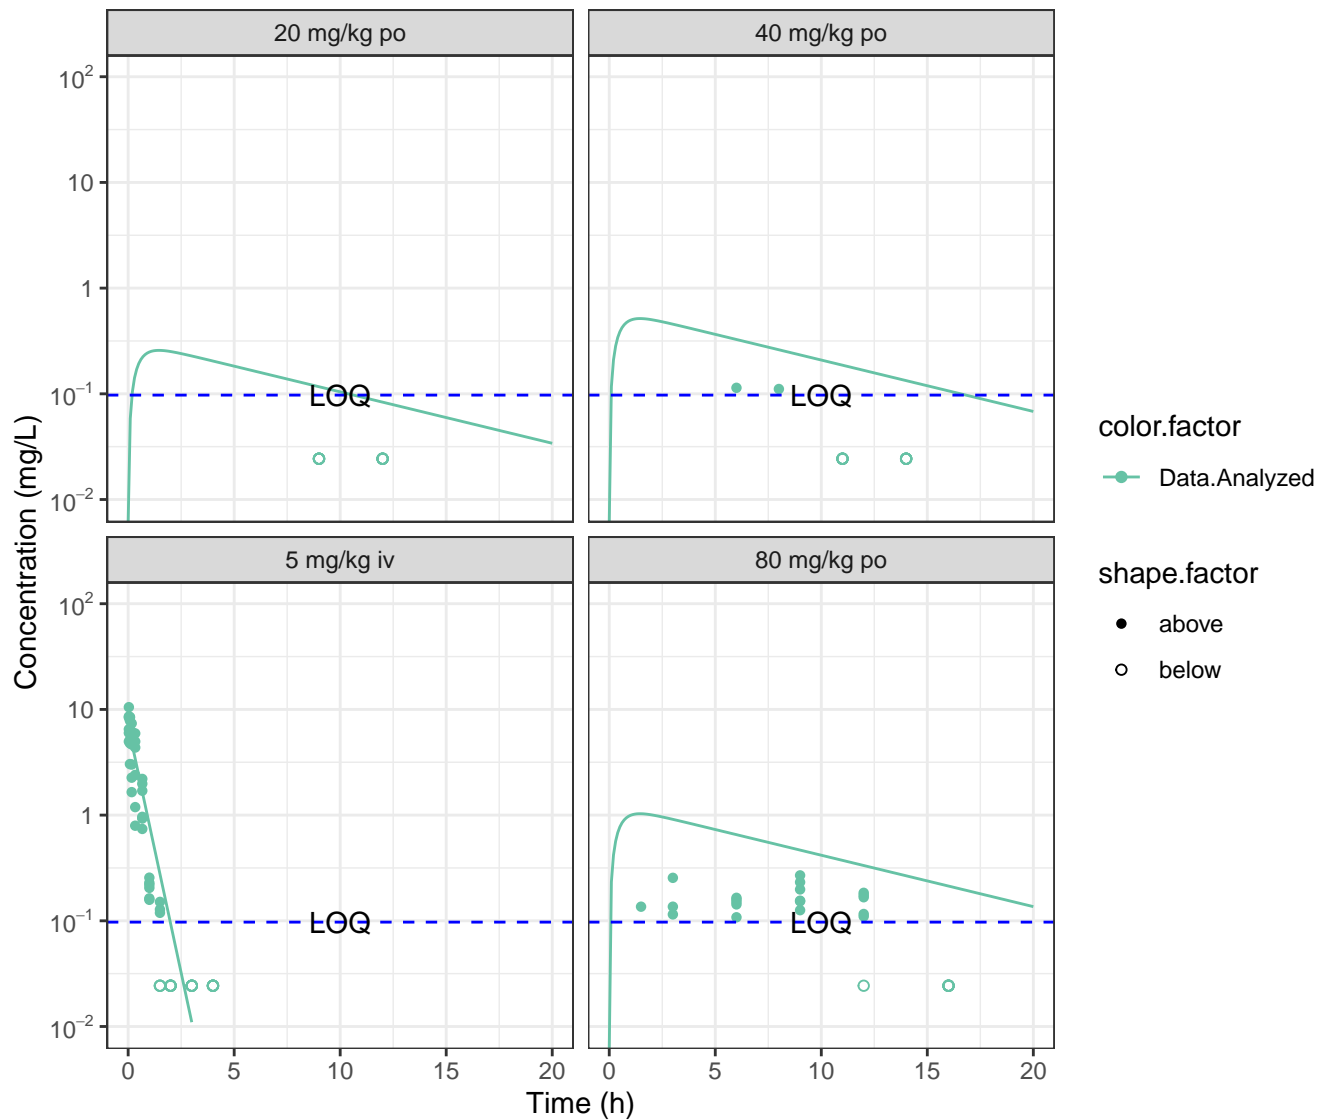 20 mg/kg po
40 mg/kg po
10²
10
1
10⁻¹
10⁻²
LOQ
LOQ
5 mg/kg iv
80 mg/kg po
10²
10
1
10⁻¹
10⁻²
LOQ
LOQ
0 5 10 15 20
0 5 10 15 20
Time (h)
Concentration (mg/L)
color.factor
Data.Analyzed
shape.factor
above
below